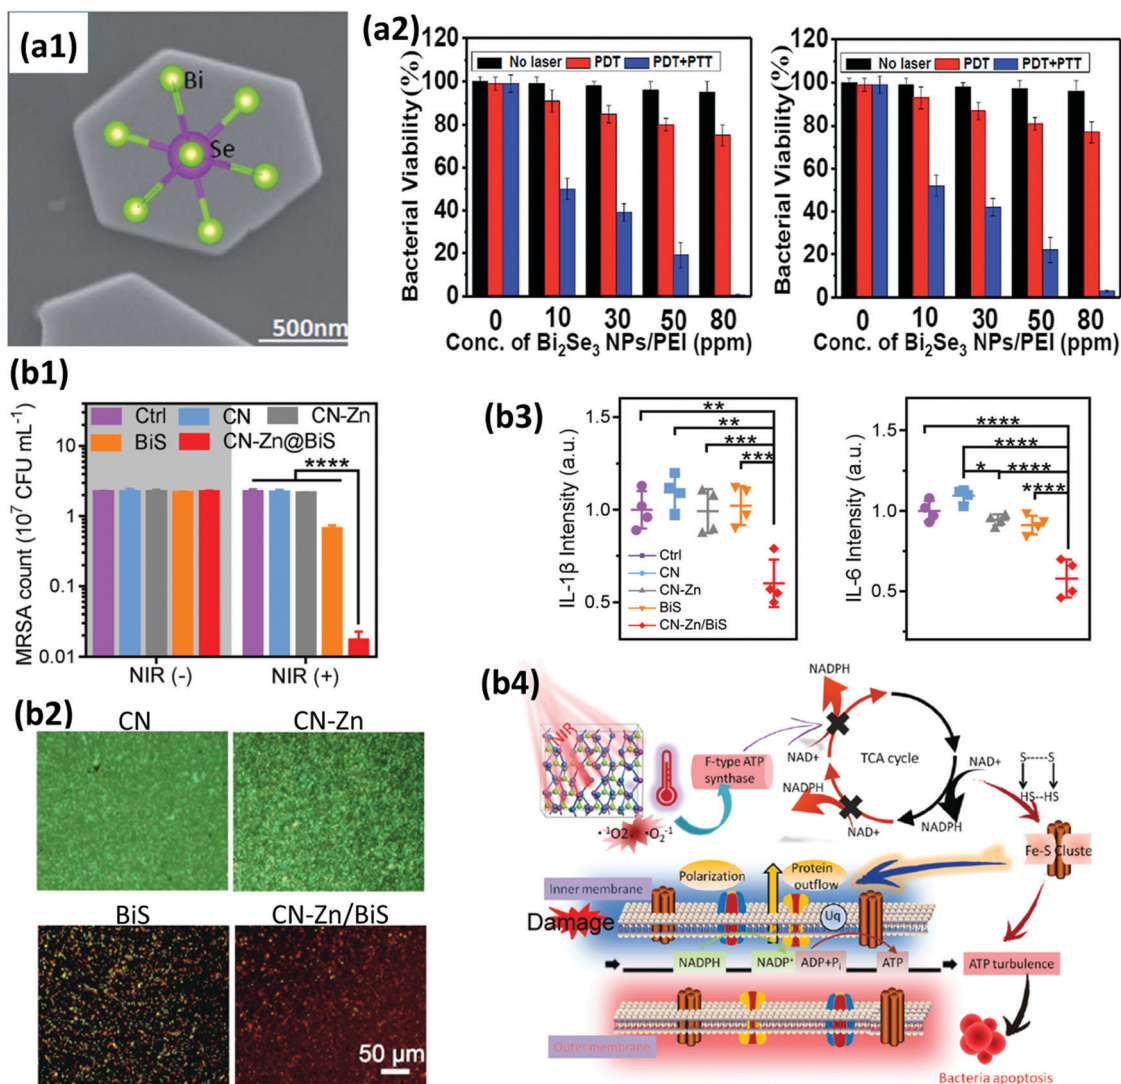 (a1)
Bi
Se
500nm
(a2)
Bacterial Viability(%)
120
100
80
60
40
20
0
No laser PDT PDT+PTT
0 10 30 50 80
Conc. of Bi2Se3 NPs/PEI (ppm)
Bacterial Viability(%)
120
100
80
60
40
20
0
No laser PDT PDT+PTT
0 10 30 50 80
Conc. of Bi2Se3 NPs/PEI (ppm)
(b1)
MRSA count (10⁷ CFU mL⁻¹)
10
1
0.1
0.01
Ctrl CN CN-Zn
BiS CN-Zn@BiS
****
NIR (-) NIR (+)
(b2)
CN CN-Zn
BiS CN-Zn/BiS
50 µm
(b3)
IL-1β Intensity (a.u.)
1.5
1.0
0.5
**
**
***
***
Ctrl
CN
CN-Zn
BiS
CN-Zn/BiS
IL-6 Intensity (a.u.)
1.5
1.0
0.5
****
****
* ****
****
(b4)
NIR
·¹O2· ·O₂⁻¹
F-type ATP
synthase
NADPH
NAD+
TCA cycle
NADPH
NAD+
NAD+
NADPH
S-----S
HS--HS
Fe-S Cluste
Inner membrane
Polarization
Protein
outflow
Damage
Uq
NADPH NADP⁺ ADP+Pi ATP
ATP turbulence
Outer membrane
Bacteria apoptosis